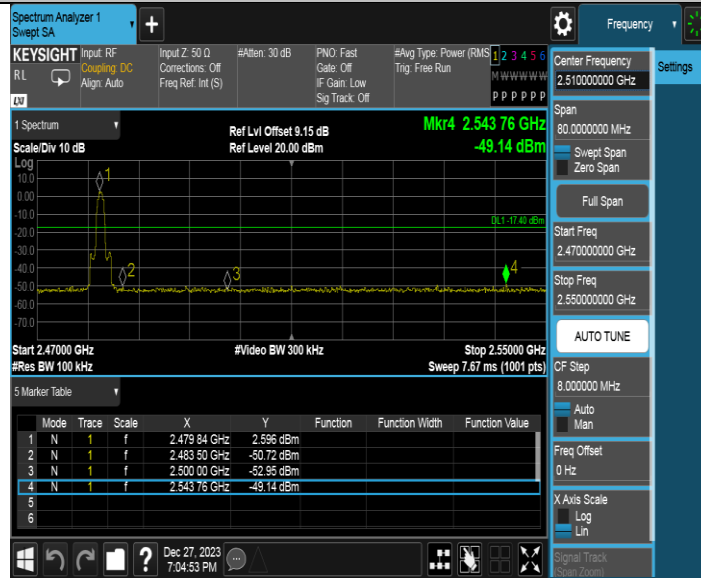 Spectrum Analyzer 1
Swept SA
Frequency
KEYSIGHT Input: RF
RL
Coupling: DC
Align: Auto
LXI
Input Z: 50 Ω
Corrections: Off
Freq Ref: Int (S)
#Atten: 30 dB
PNO: Fast
Gate: Off
IF Gain: Low
Sig Track: Off
#Avg Type: Power (RMS
Trig: Free Run
1 2 3 4 5 6
M W W W W W
P P P P P P
Center Frequency
2.510000000 GHz
Settings
Span
80.0000000 MHz
Swept Span
Zero Span
Full Span
Start Freq
2.470000000 GHz
Stop Freq
2.550000000 GHz
AUTO TUNE
CF Step
8.000000 MHz
Auto
Man
Freq Offset
0 Hz
X Axis Scale
Log
Lin
Signal Track
(Span Zoom)
1 Spectrum
Scale/Div 10 dB
Ref Lvl Offset 9.15 dB
Ref Level 20.00 dBm
Mkr4 2.543 76 GHz
-49.14 dBm
Log
10.0
0.00
-10.0
-20.0
-30.0
-40.0
-50.0
-60.0
-70.0
1
2
3
4
DL1 -17.40 dBm
Start 2.47000 GHz
#Res BW 100 kHz
#Video BW 300 kHz
Stop 2.55000 GHz
Sweep 7.67 ms (1001 pts)
5 Marker Table
Mode Trace Scale X Y Function Function Width Function Value
1 N 1 f 2.479 84 GHz 2.596 dBm
2 N 1 f 2.483 50 GHz -50.72 dBm
3 N 1 f 2.500 00 GHz -52.95 dBm
4 N 1 f 2.543 76 GHz -49.14 dBm
5
6
Dec 27, 2023
7:04:53 PM